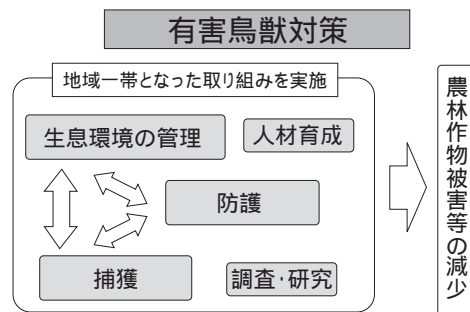 有害鳥獣対策
地域一帯となった取り組みを実施
生息環境の管理
人材育成
防護
捕獲
調査・研究
農林作物被害等の減少